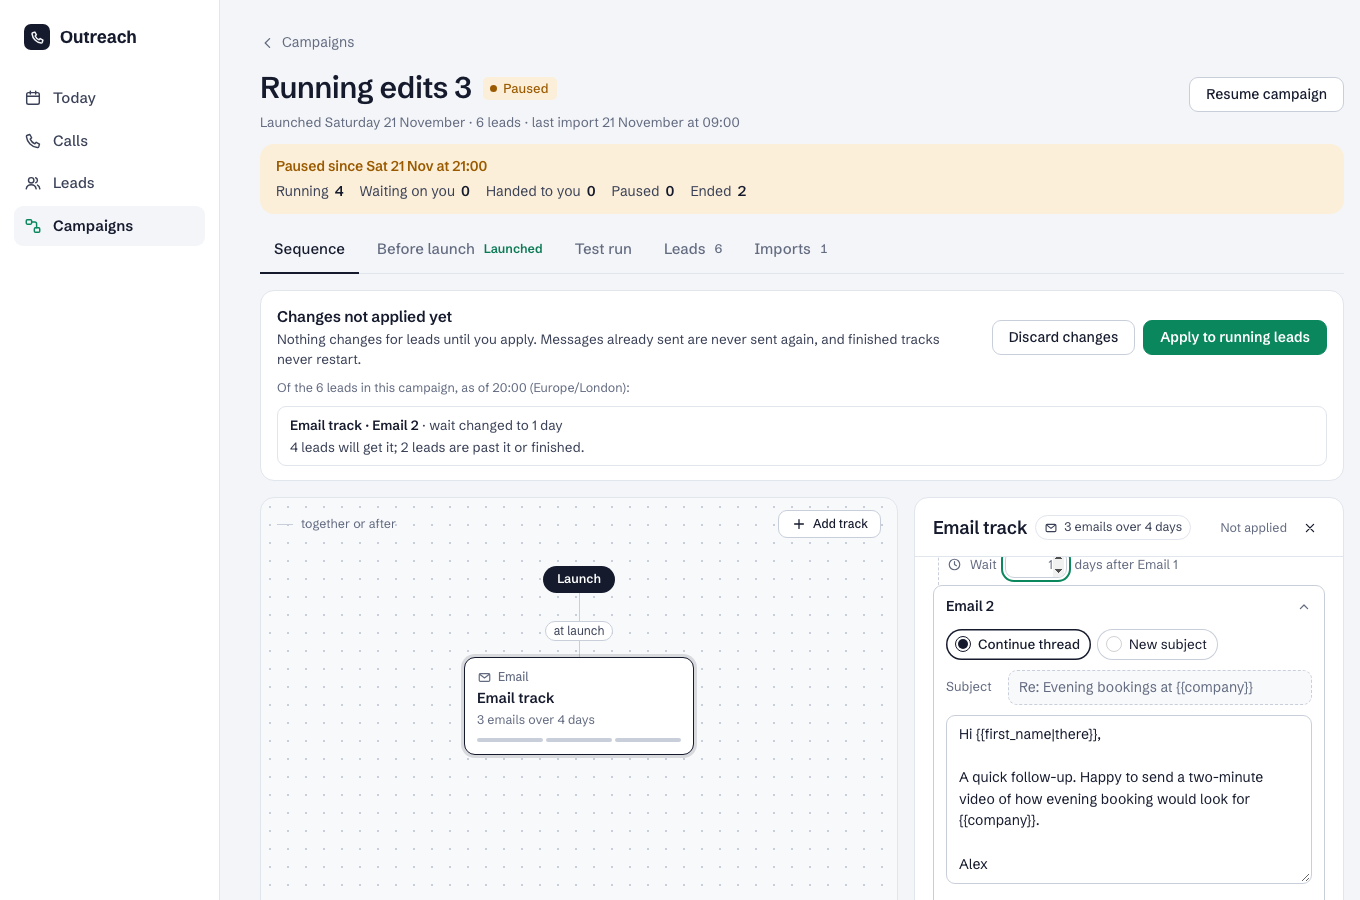 Outreach
Today
Calls
Leads
Campaigns
Campaigns
Running edits 3
Paused
Resume campaign
Launched Saturday 21 November · 6 leads · last import 21 November at 09:00
Paused since Sat 21 Nov at 21:00
Running 4 Waiting on you 0 Handed to you 0 Paused 0 Ended 2
Sequence
Before launch Launched
Test run
Leads 6
Imports 1
Changes not applied yet
Nothing changes for leads until you apply. Messages already sent are never sent again, and finished tracks
never restart.
Discard changes
Apply to running leads
Of the 6 leads in this campaign, as of 20:00 (Europe/London):
Email track · Email 2 · wait changed to 1 day
4 leads will get it; 2 leads are past it or finished.
together or after
Add track
Launch
at launch
Email
Email track
3 emails over 4 days
Email track
3 emails over 4 days
Not applied
Wait 1 days after Email 1
Email 2
Continue thread
New subject
Subject
Re: Evening bookings at {{company}}
Hi {{first_name|there}},
A quick follow-up. Happy to send a two-minute
video of how evening booking would look for
{{company}}.
Alex